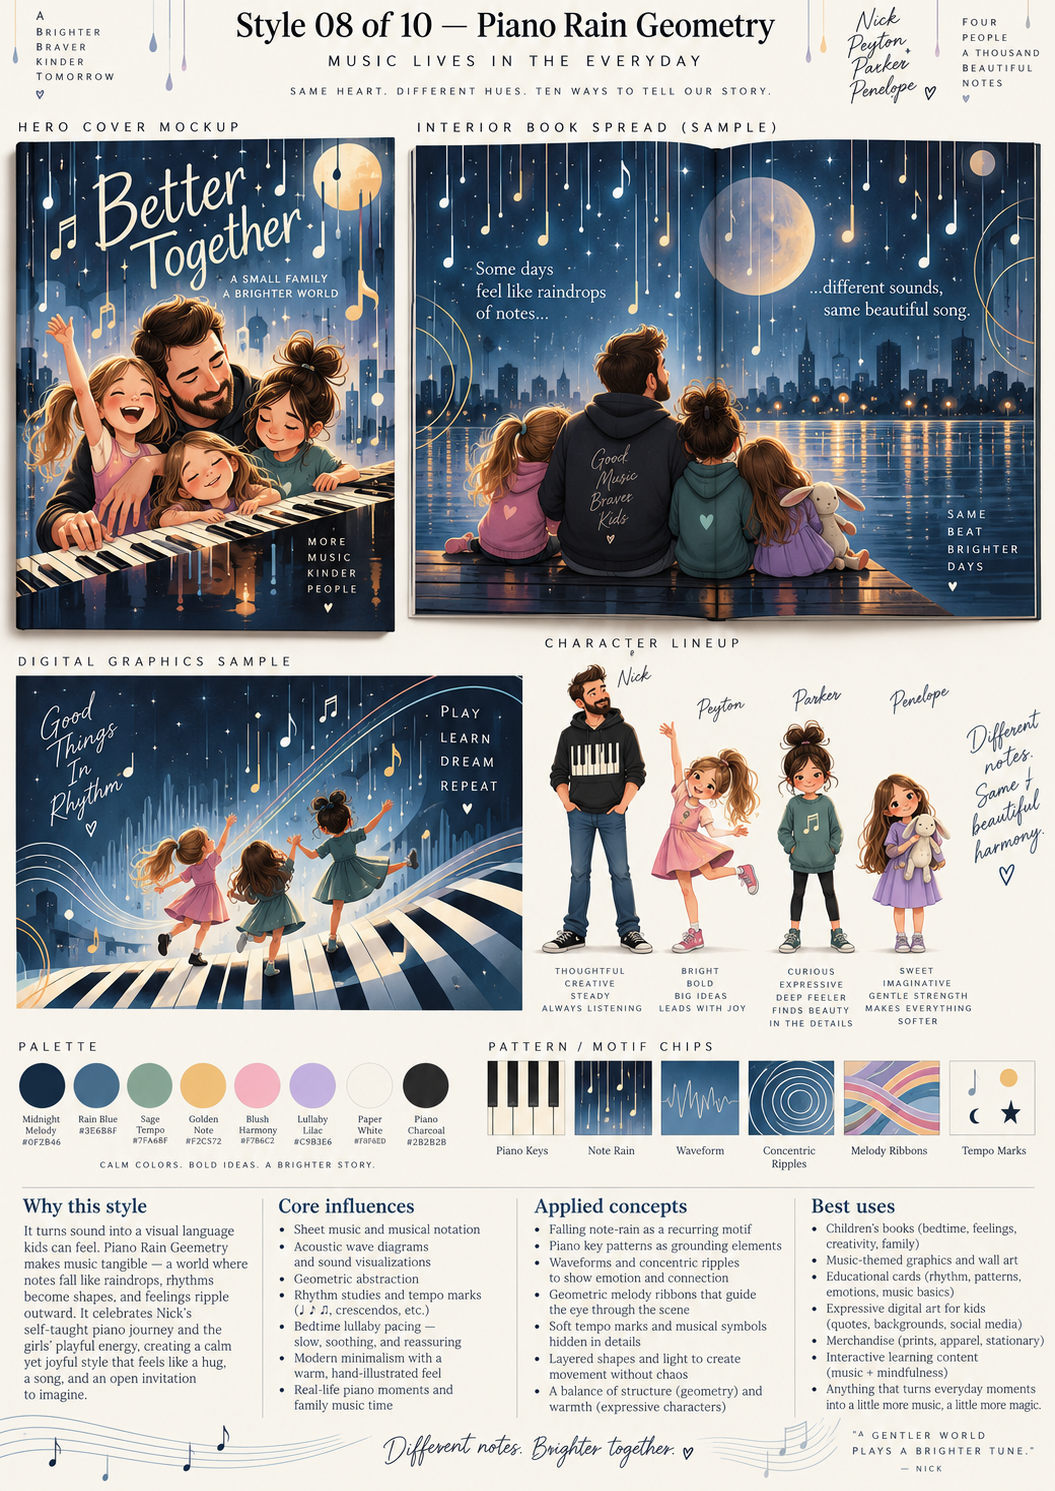 A
BRIGHTER
BRAVER
KINDER
TOMORROW
Style 08 of 10 — Piano Rain Geometry
MUSIC LIVES IN THE EVERYDAY
SAME HEART. DIFFERENT HUES. TEN WAYS TO TELL OUR STORY.
Nick
Peyton
Parker
Penelope
FOUR
PEOPLE
A THOUSAND
BEAUTIFUL
NOTES
HERO COVER MOCKUP
Better
Together
A SMALL FAMILY
A BRIGHTER WORLD
MORE
MUSIC
KINDER
PEOPLE
INTERIOR BOOK SPREAD (SAMPLE)
Some days
feel like raindrops
of notes...
...different sounds,
same beautiful song.
Good
Music
Braver
Kids
SAME
BEAT
BRIGHTER
DAYS
DIGITAL GRAPHICS SAMPLE
Good
Things
In
Rhythm
PLAY
LEARN
DREAM
REPEAT
CHARACTER LINEUP
Nick
Peyton
Parker
Penelope
Different
notes.
Same
beautiful
harmony.
THOUGHTFUL
CREATIVE
STEADY
ALWAYS LISTENING
BRIGHT
BOLD
BIG IDEAS
LEADS WITH JOY
CURIOUS
EXPRESSIVE
DEEP FEELER
FINDS BEAUTY
IN THE DETAILS
SWEET
IMAGINATIVE
GENTLE STRENGTH
MAKES EVERYTHING
SOFTER
PALETTE
Midnight
Melody
#0F2B46
Rain Blue
#3E6B8F
Sage
Tempo
#7FA68F
Golden
Note
#F2C572
Blush
Harmony
#F7B6C2
Lullaby
Lilac
#C9B3E6
Paper
White
#F8F6ED
Piano
Charcoal
#2B2B2B
CALM COLORS. BOLD IDEAS. A BRIGHTER STORY.
PATTERN / MOTIF CHIPS
Piano Keys
Note Rain
Waveform
Concentric
Ripples
Melody Ribbons
Tempo Marks
Why this style
It turns sound into a visual language
kids can feel. Piano Rain Geemetry
makes music tangible — a world where
notes fall like raindrops, rhythms
become shapes, and feelings ripple
outward. It celebrates Nick's
self-taught piano journey and the
girls' playful energy, creating a calm
yet joyful style that feels like a hug,
a song, and an open invitation
to imagine.
Core influences
• Sheet music and musical notation
• Acoustic wave diagrams
and sound visualizations
• Geometric abstraction
• Rhythm studies and tempo marks
(♩ ♪ ♫, crescendos, etc.)
• Bedtime lullaby pacing —
slow, soothing, and reassuring
• Modern minimalism with a
warm, hand-illustrated feel
• Real-life piano moments and
family music time
Applied concepts
• Falling note-rain as a recurring motif
• Piano key patterns as grounding elements
• Waveforms and concentric ripples
to show emotion and connection
• Geometric melody ribbons that guide
the eye through the scene
• Soft tempo marks and musical symbols
hidden in details
• Layered shapes and light to create
movement without chaos
• A balance of structure (geometry) and
warmth (expressive characters)
Best uses
• Children's books (bedtime, feelings,
creativity, family)
• Music-themed graphics and wall art
• Educational cards (rhythm, patterns,
emotions, music basics)
• Expressive digital art for kids
(quotes, backgrounds, social media)
• Merchandise (prints, apparel, stationary)
• Interactive learning content
(music + mindfulness)
• Anything that turns everyday moments
into a little more music, a little more magic.
Different notes. Brighter together.
"A GENTLER WORLD
PLAYS A BRIGHTER TUNE."
— NICK